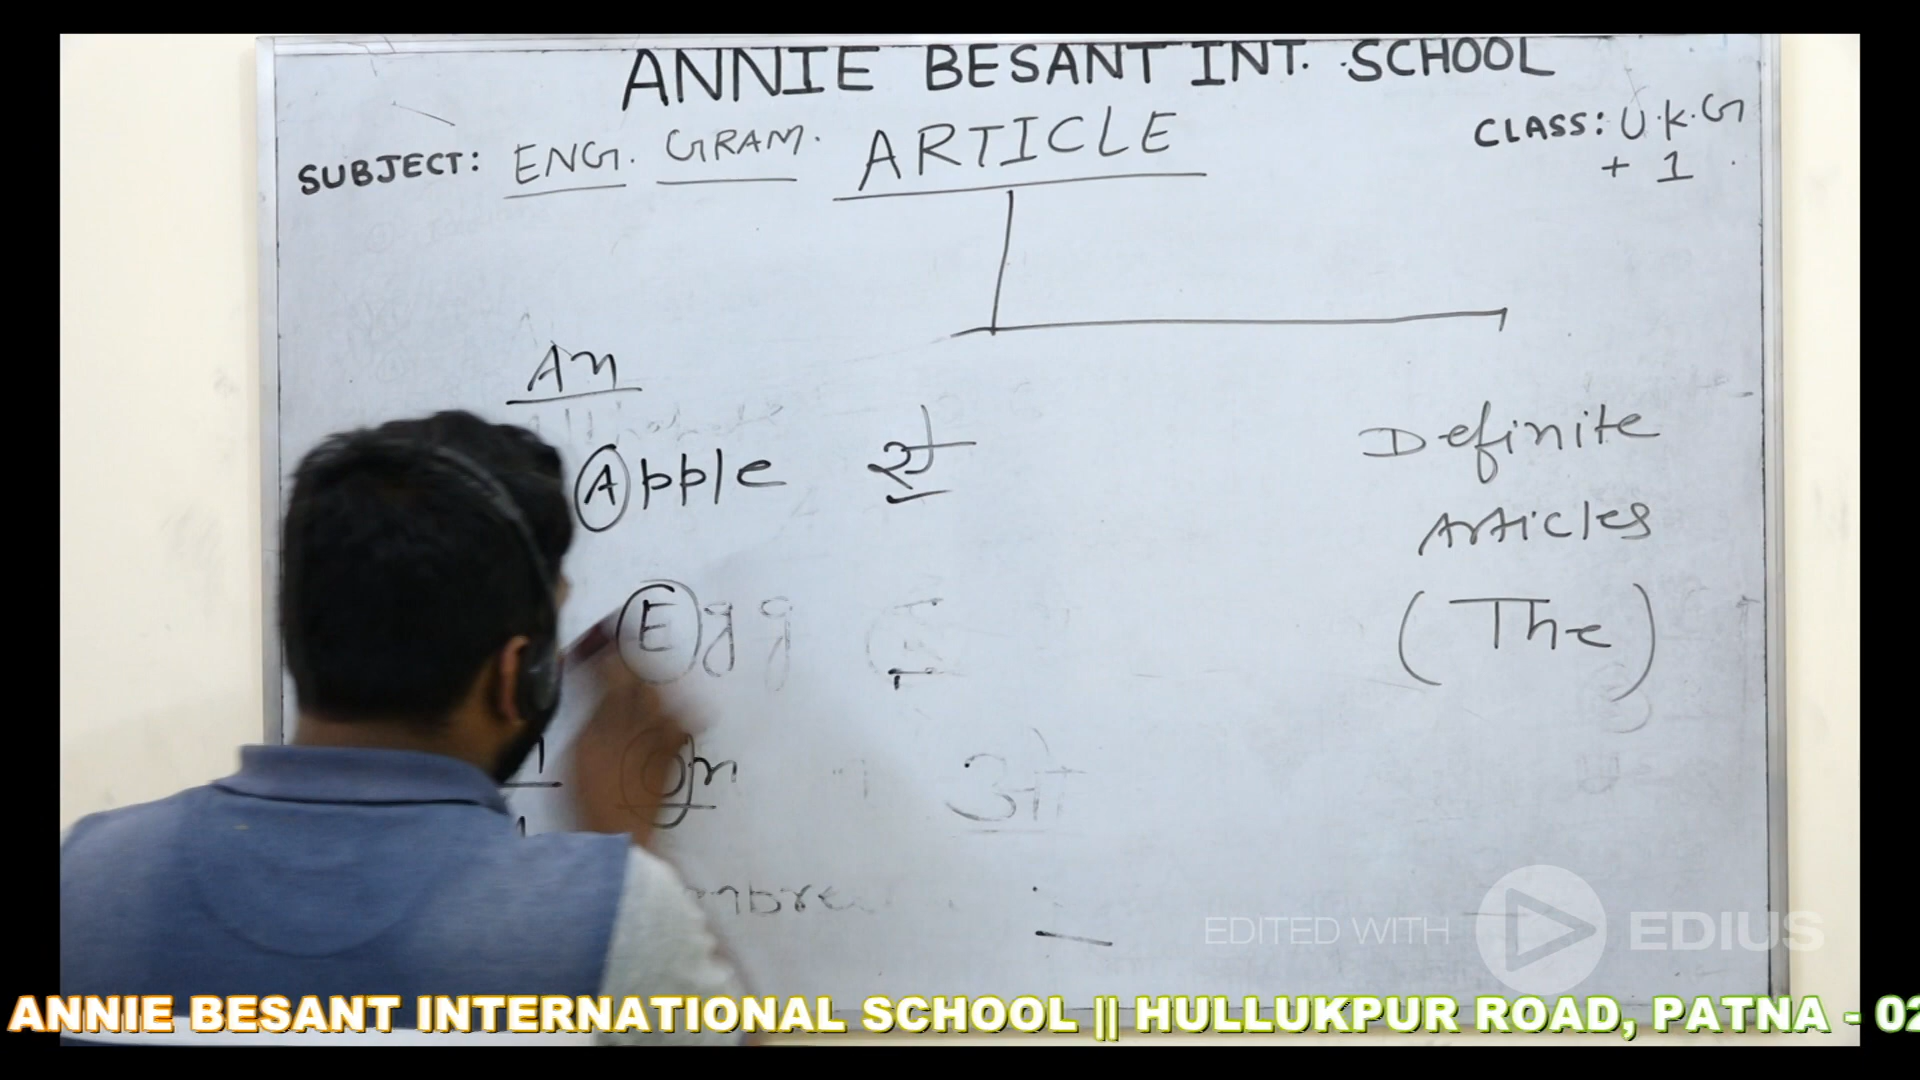 ANNIE BESANT INT. SCHOOL
SUBJECT: ENG. GRAM. ARTICLE
CLASS: U.K.G
+ 1
An
Apple
Definite
Articles
(The)
Egg
On
ओ
EDITED WITH EDIUS
ANNIE BESANT INTERNATIONAL SCHOOL || HULLUKPUR ROAD, PATNA - 02